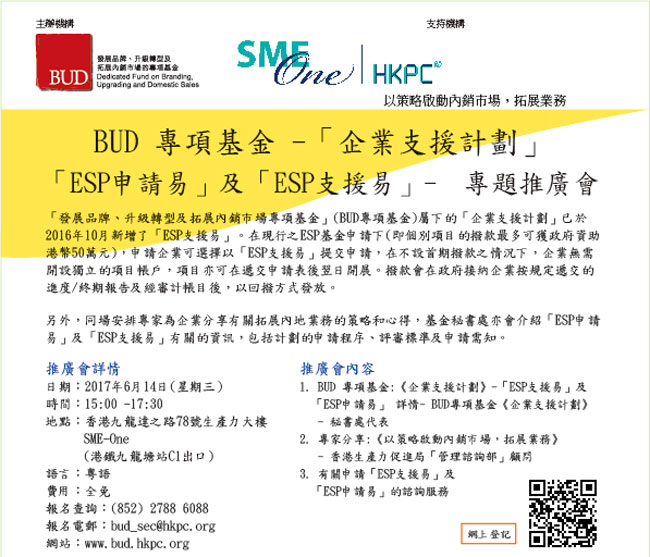 主辦機構
支持機構
BUD
發展品牌、升級轉型及
拓展內銷市場的專項基金
Dedicated Fund on Branding,
Upgrading and Domestic Sales
SME One
HKPC
以策略啟動內銷市場，拓展業務
BUD 專項基金 -「企業支援計劃」
「ESP申請易」及「ESP支援易」- 專題推廣會
「發展品牌、升級轉型及拓展內銷市場專項基金」(BUD專項基金)屬下的「企業支援計劃」已於
2016年10月新增了「ESP支援易」。在現行之ESP基金申請下(即個別項目的撥款最多可獲政府資助
港幣50萬元)，申請企業可選擇以「ESP支援易」提交申請，在不設首期撥款之情況下，企業無需
開設獨立的項目帳戶，項目亦可在遞交申請表後翌日開展。撥款會在政府接納企業按規定遞交的
進度/終期報告及經審計帳目後，以回撥方式發放。
另外，同場安排專家為企業分享有關拓展內地業務的策略和心得，基金秘書處亦會介紹「ESP申請
易」及「ESP支援易」有關的資訊，包括計劃的申請程序、評審標準及申請需知。
推廣會詳情
日期：2017年6月14日(星期三)
時間：15:00 -17:30
地點：香港九龍達之路78號生產力大樓
SME-One
(港鐵九龍塘站C1出口)
語言：粵語
費用：全免
報名查詢：(852) 2788 6088
報名電郵：bud_sec@hkpc.org
網站：www.bud.hkpc.org
推廣會內容
1. BUD 專項基金:《企業支援計劃》-「ESP支援易」及
「ESP申請易」 詳情- BUD專項基金《企業支援計劃》
- 秘書處代表
2. 專家分享:《以策略啟動內銷市場，拓展業務》
- 香港生產力促進局「管理諮詢部」顧問
3. 有關申請「ESP支援易」及
「ESP申請易」的諮詢服務
網上登記